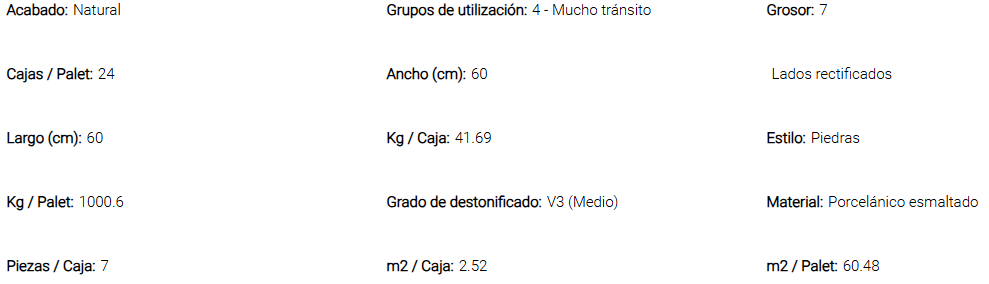 Acabado: Natural
Grupos de utilización: 4 - Mucho tránsito
Grosor: 7
Cajas / Palet: 24
Ancho (cm): 60
Lados rectificados
Largo (cm): 60
Kg / Caja: 41.69
Estilo: Piedras
Kg / Palet: 1000.6
Grado de destonificado: V3 (Medio)
Material: Porcelánico esmaltado
Piezas / Caja: 7
m2 / Caja: 2.52
m2 / Palet: 60.48